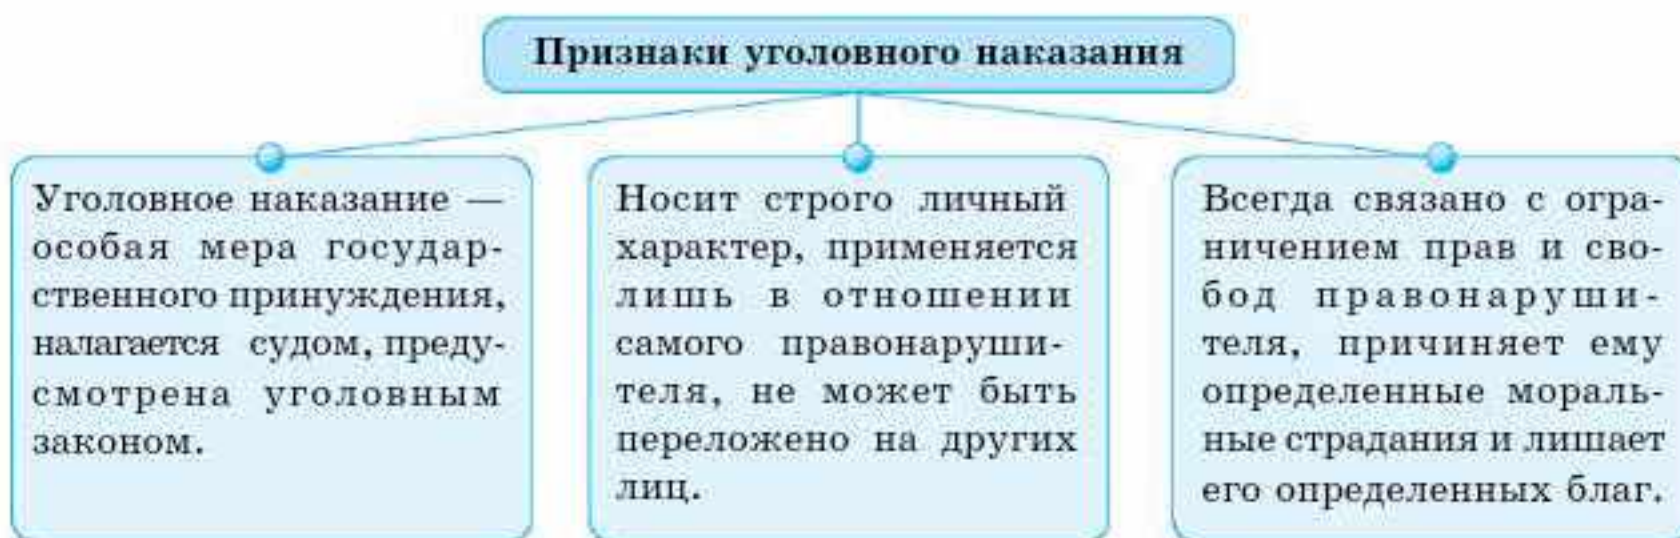 Признаки уголовного наказания
Уголовное наказание —
особая мера государ-
ственного принуждения,
налагается судом, преду-
смотрена уголовным
законом.
Носит строго личный
характер, применяется
лишь в отношении
самого правонаруши-
теля, не может быть
переложено на других
лиц.
Всегда связано с огра-
ничением прав и сво-
бод правонаруши-
теля, причиняет ему
определенные мораль-
ные страдания и лишает
его определенных благ.